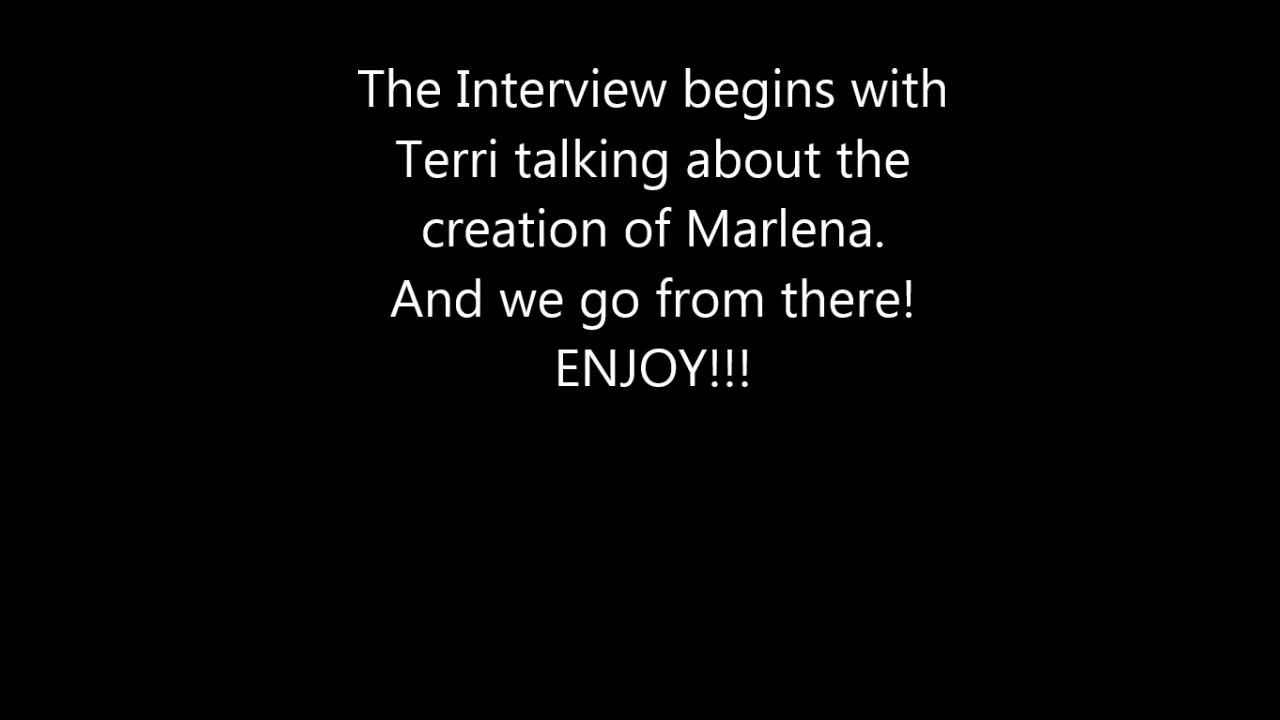 The Interview begins with
Terri talking about the
creation of Marlena.
And we go from there!
ENJOY!!!